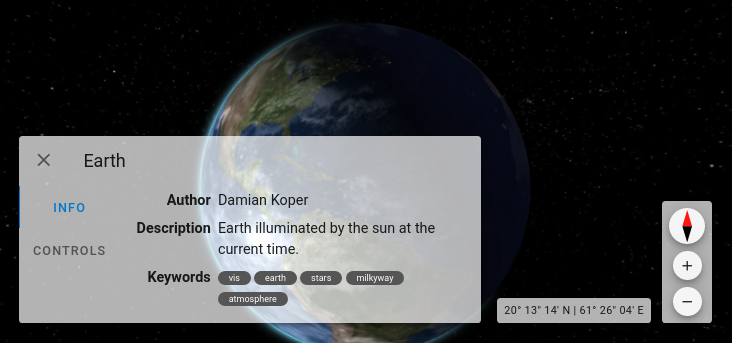 Earth
INFO
CONTROLS
Author Damian Koper
Description Earth illuminated by the sun at the
current time.
Keywords vis earth stars milkyway
atmosphere
20° 13" 14' N | 61° 26" 04' E
+
−